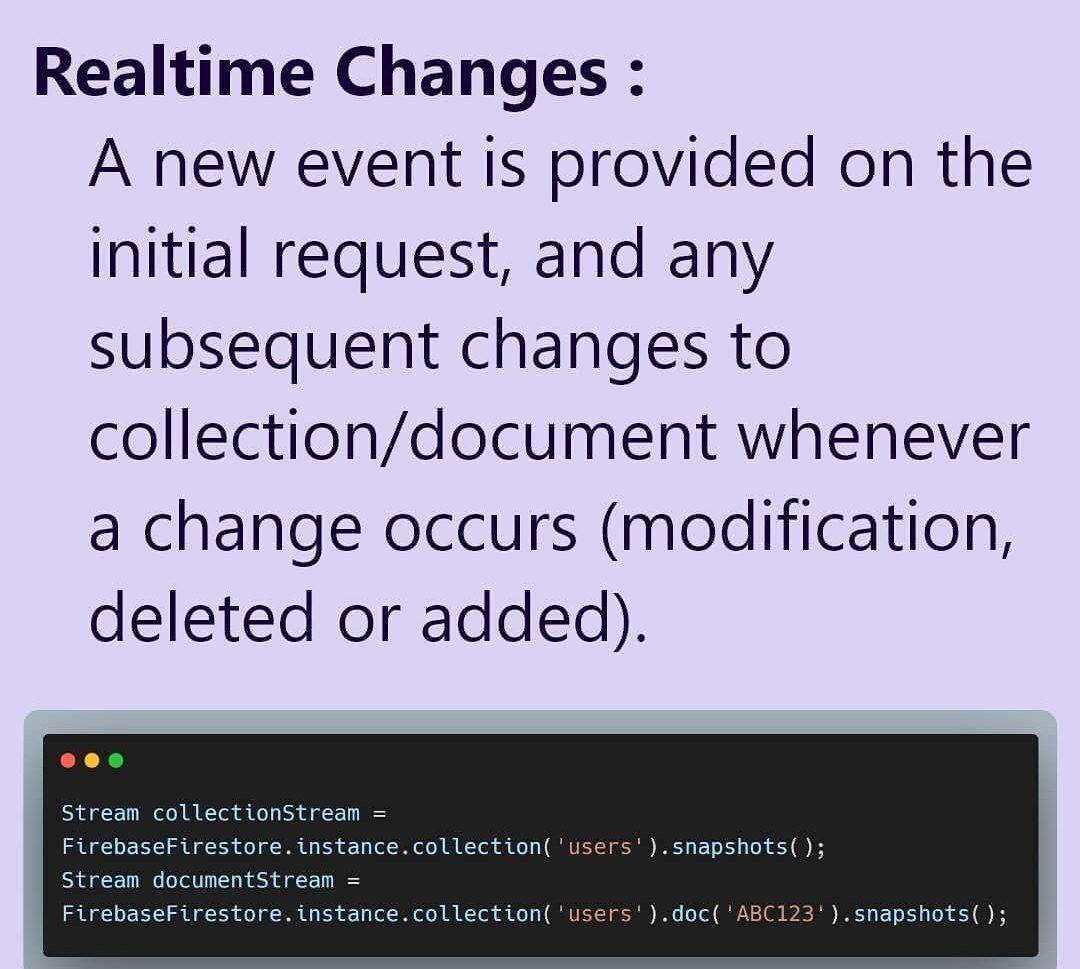 Realtime Changes :
A new event is provided on the
initial request, and any
subsequent changes to
collection/document whenever
a change occurs (modification,
deleted or added).
Stream collectionStream =
FirebaseFirestore.instance.collection('users').snapshots();
Stream documentStream =
FirebaseFirestore.instance.collection('users').doc('ABC123').snapshots();